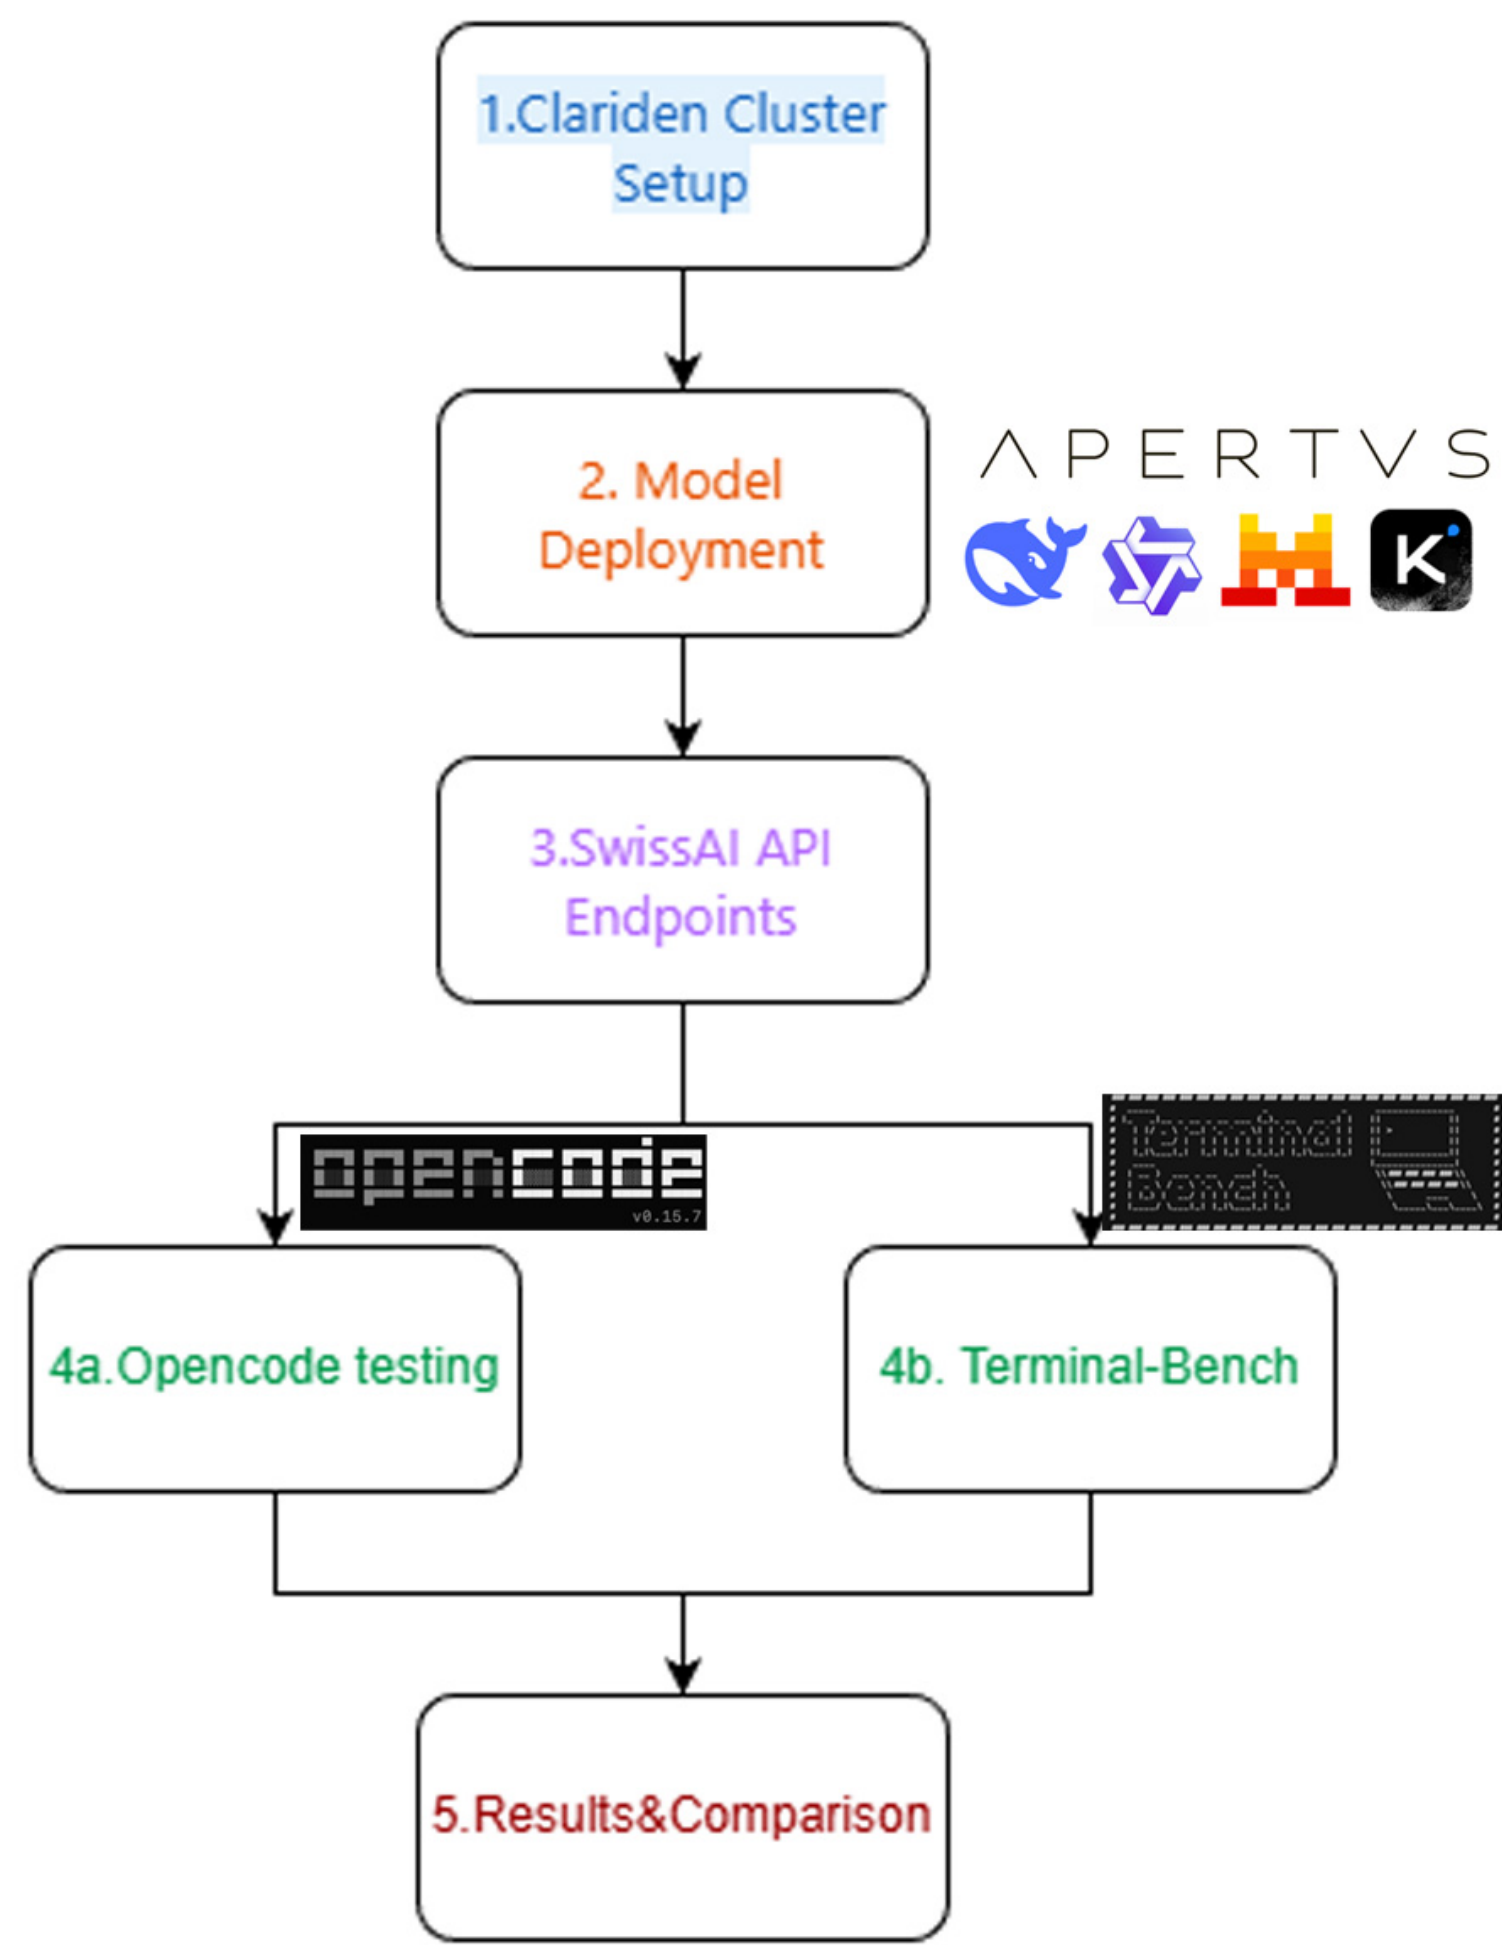 1.Clariden Cluster
Setup
2. Model
Deployment
APERTVS
K
3.SwissAI API
Endpoints
opencode
v0.15.7
Terminal
Bench
4a.Opencode testing
4b. Terminal-Bench
5.Results&Comparison